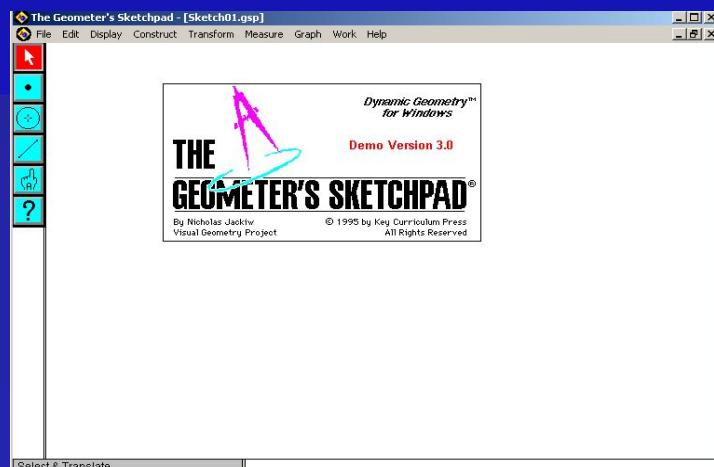 The Geometer's Sketchpad - [Sketch01.gsp]
File Edit Display Construct Transform Measure Graph Work Help
Dynamic Geometry™
for Windows
Demo Version 3.0
THE
GEOMETER'S SKETCHPAD®
By Nicholas Jackiw
Visual Geometry Project
© 1995 by Key Curriculum Press
All Rights Reserved
A
?
Select & Translate